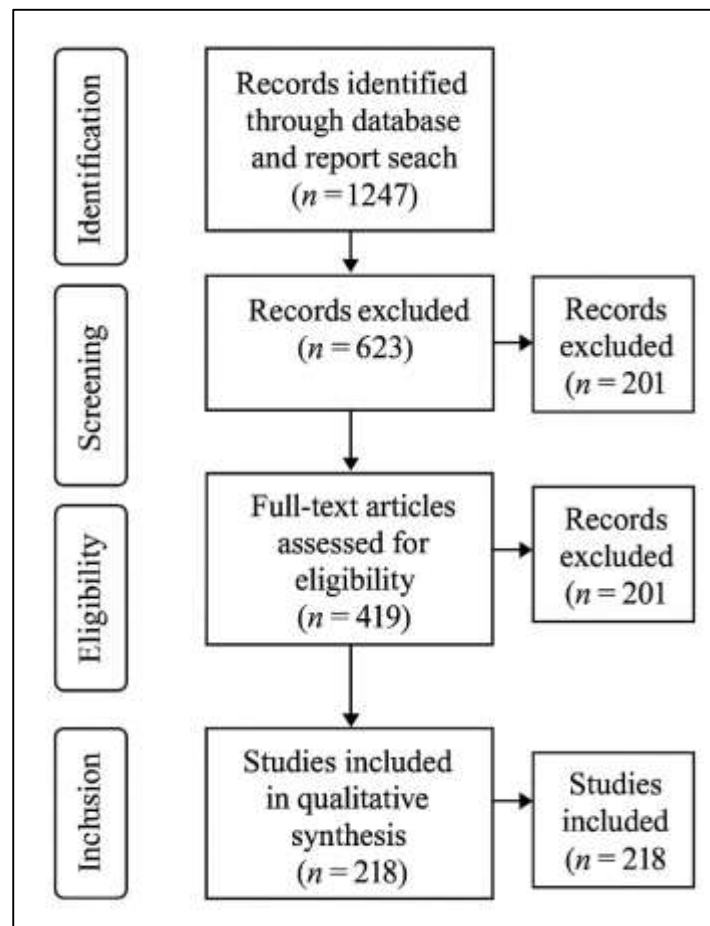 Identification
Records identified
through database
and report seach
(n = 1247)
Screening
Records excluded
(n = 623)
Records
excluded
(n = 201
Eligibility
Full-text articles
assessed for
eligibility
(n = 419)
Records
excluded
(n = 201
Inclusion
Studies included
in qualitative
synthesis
(n = 218)
Studies
included
(n = 218